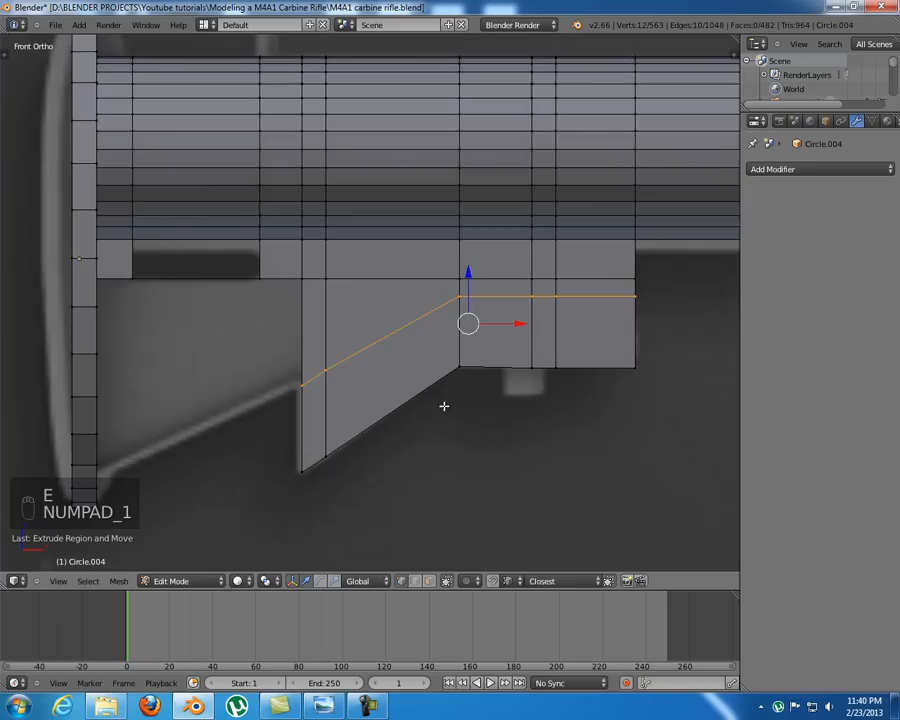 Blender* [D:\BLENDER PROJECTS\Youtube tutorials\Modeling a M4A1 Carbine Rifle\M4A1 carbine rifle.blend]
File Add Render Window Help Default Scene Blender Render v2.66 | Verts:12/563 | Edges:10/1048 | Faces:0/482 | Tris:964 | Circle.004
Front Ortho
View Search All Scenes
Scene
RenderLayers
World
Circle.004
Add Modifier
E
NUMPAD_1
Last: Extrude Region and Move
(1) Circle.004
View Select Mesh Edit Mode Global Closest
-40 -20 0 20 40 60 80 100 120 140 160 180 200 220 240 260
View Marker Frame Playback Start: 1 End: 250 1 No Sync
11:40 PM
2/23/2013